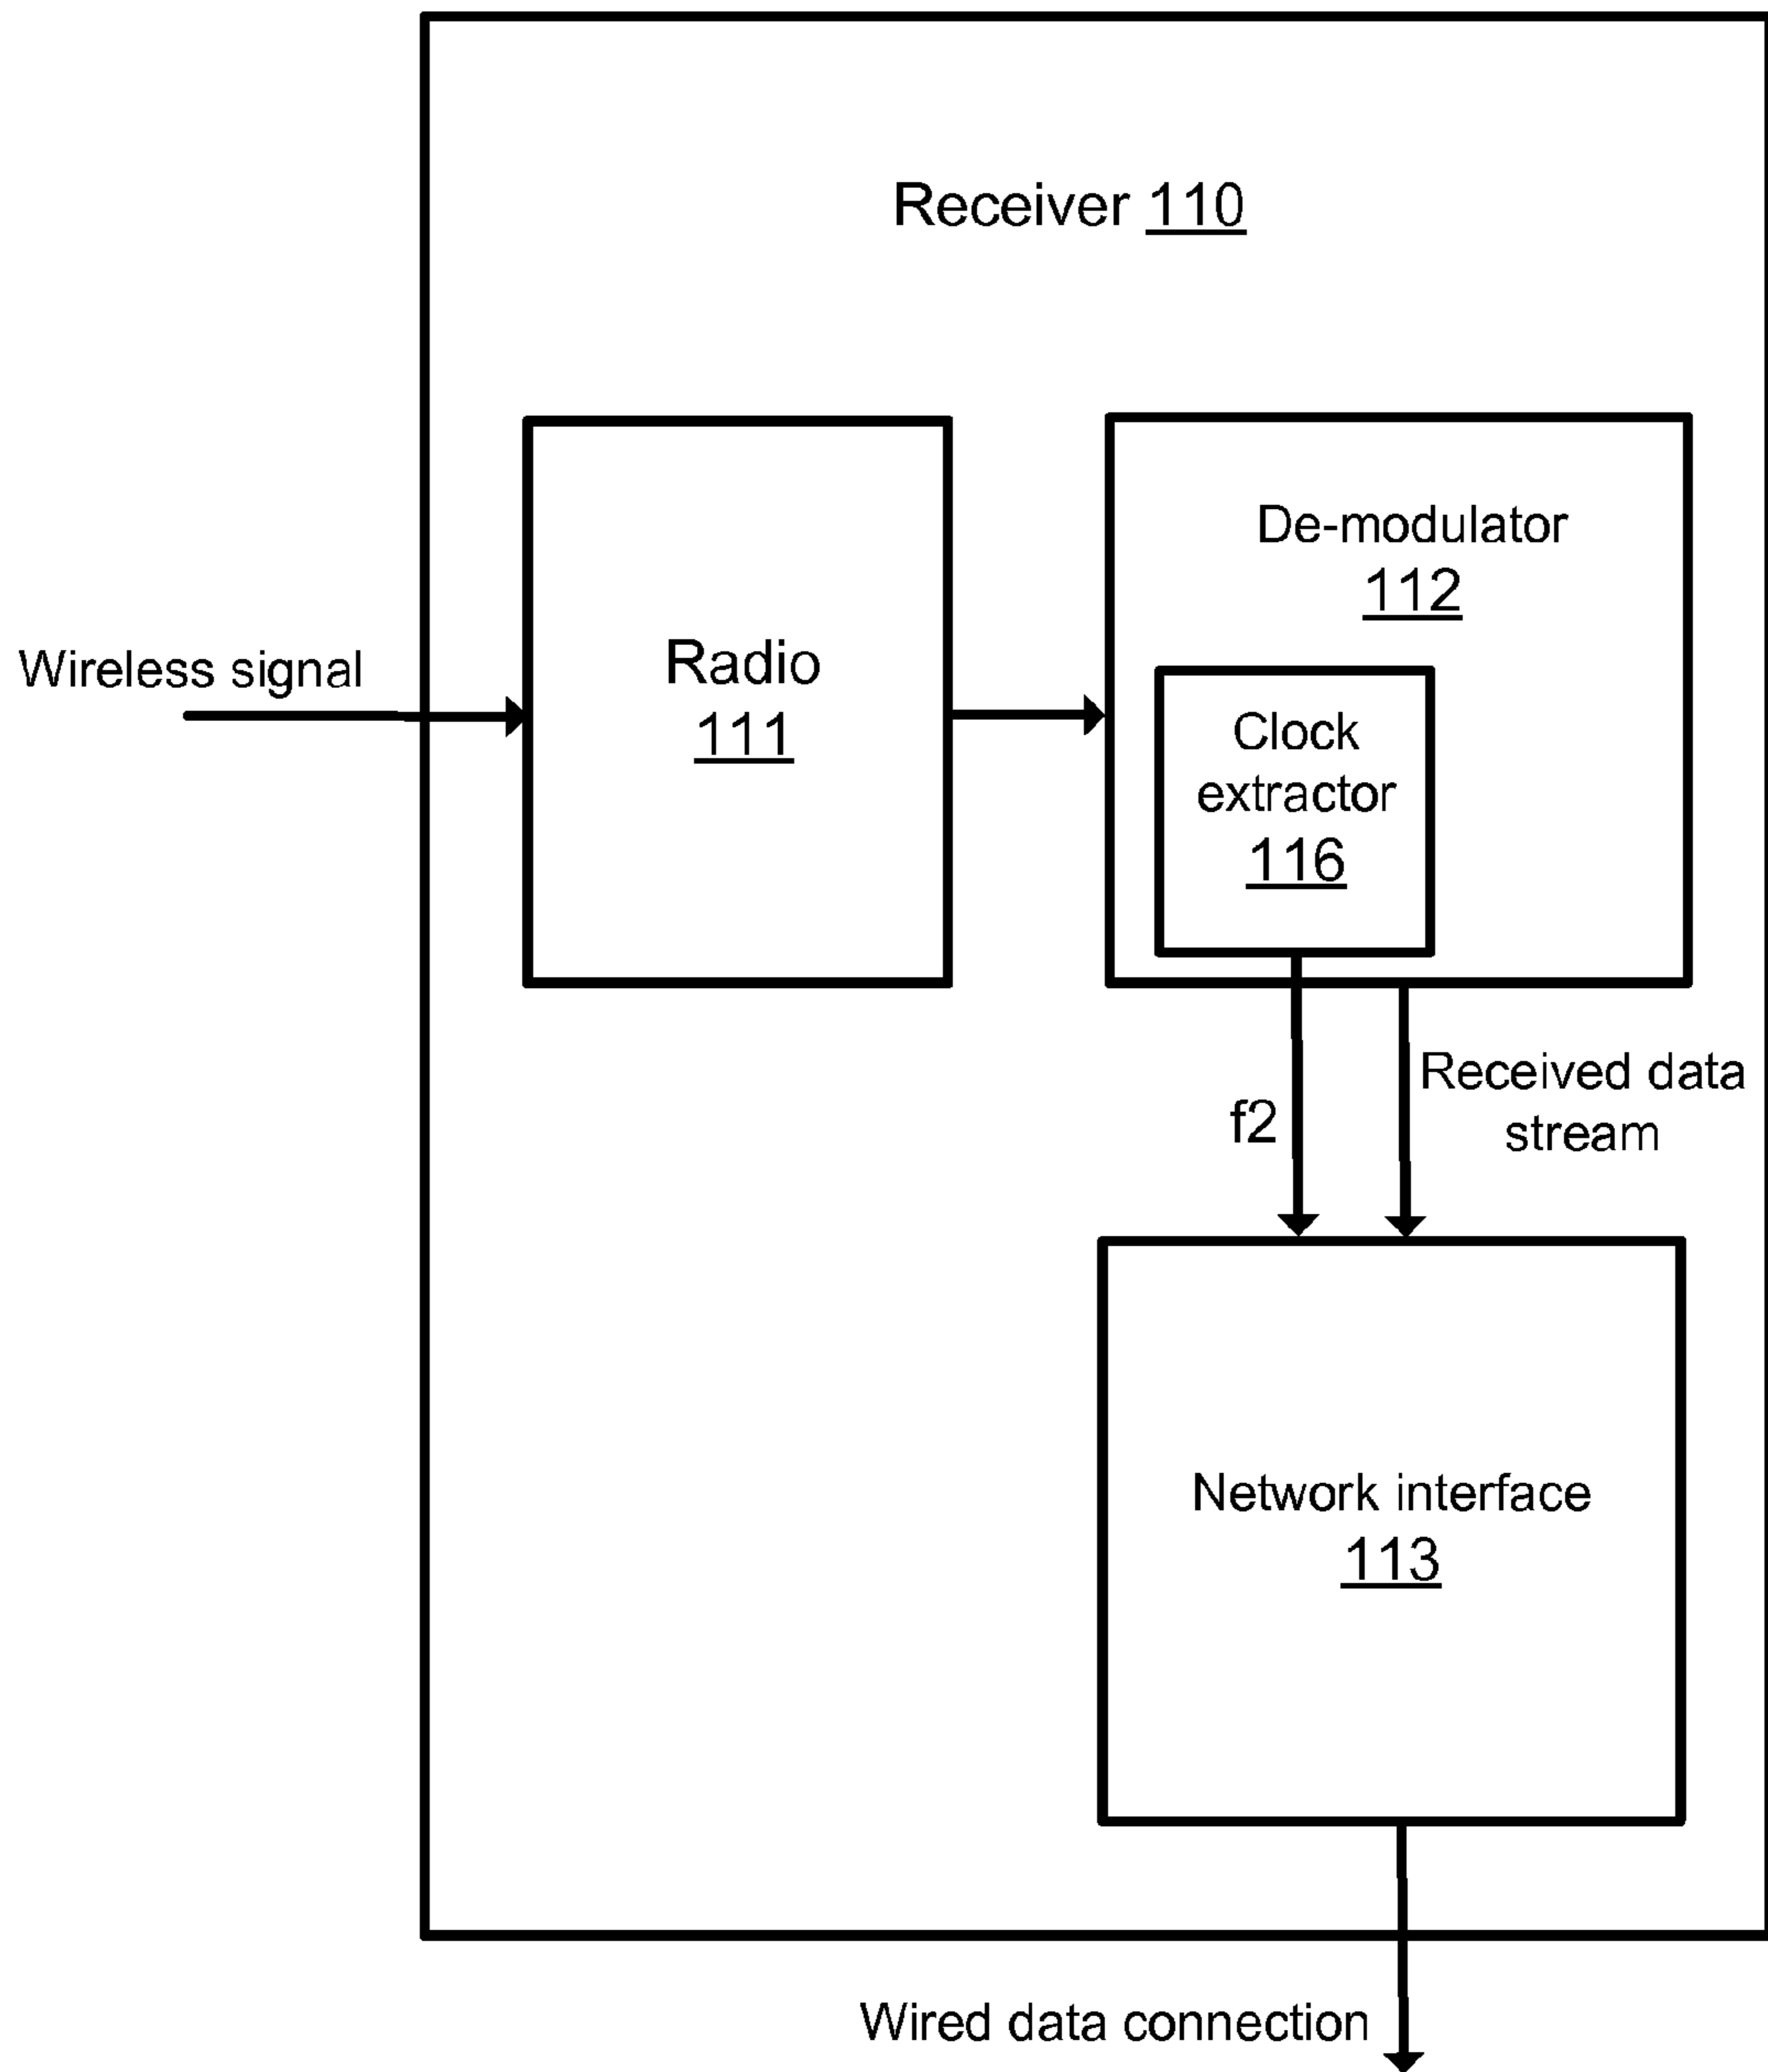 Receiver 110
De-modulator
112
Wireless signal
Radio
111
Clock
extractor
116
f2
Received data
stream
Network interface
113
Wired data connection